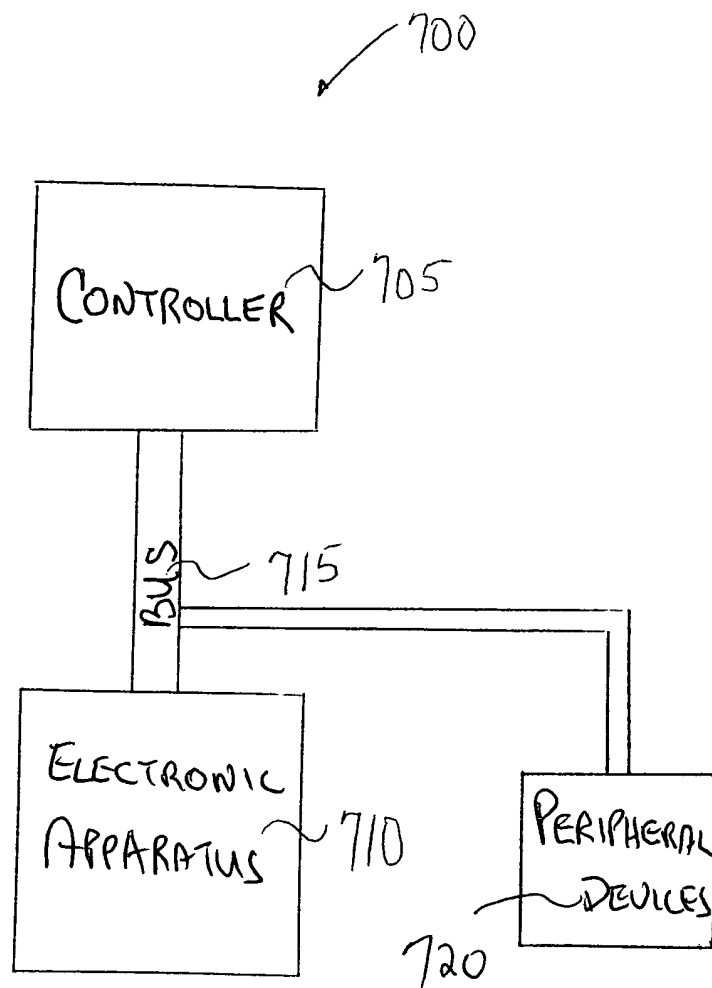 700
CONTROLLER
705
BUS
715
ELECTRONIC
APPARATUS
710
PERIPHERAL
DEVICES
720